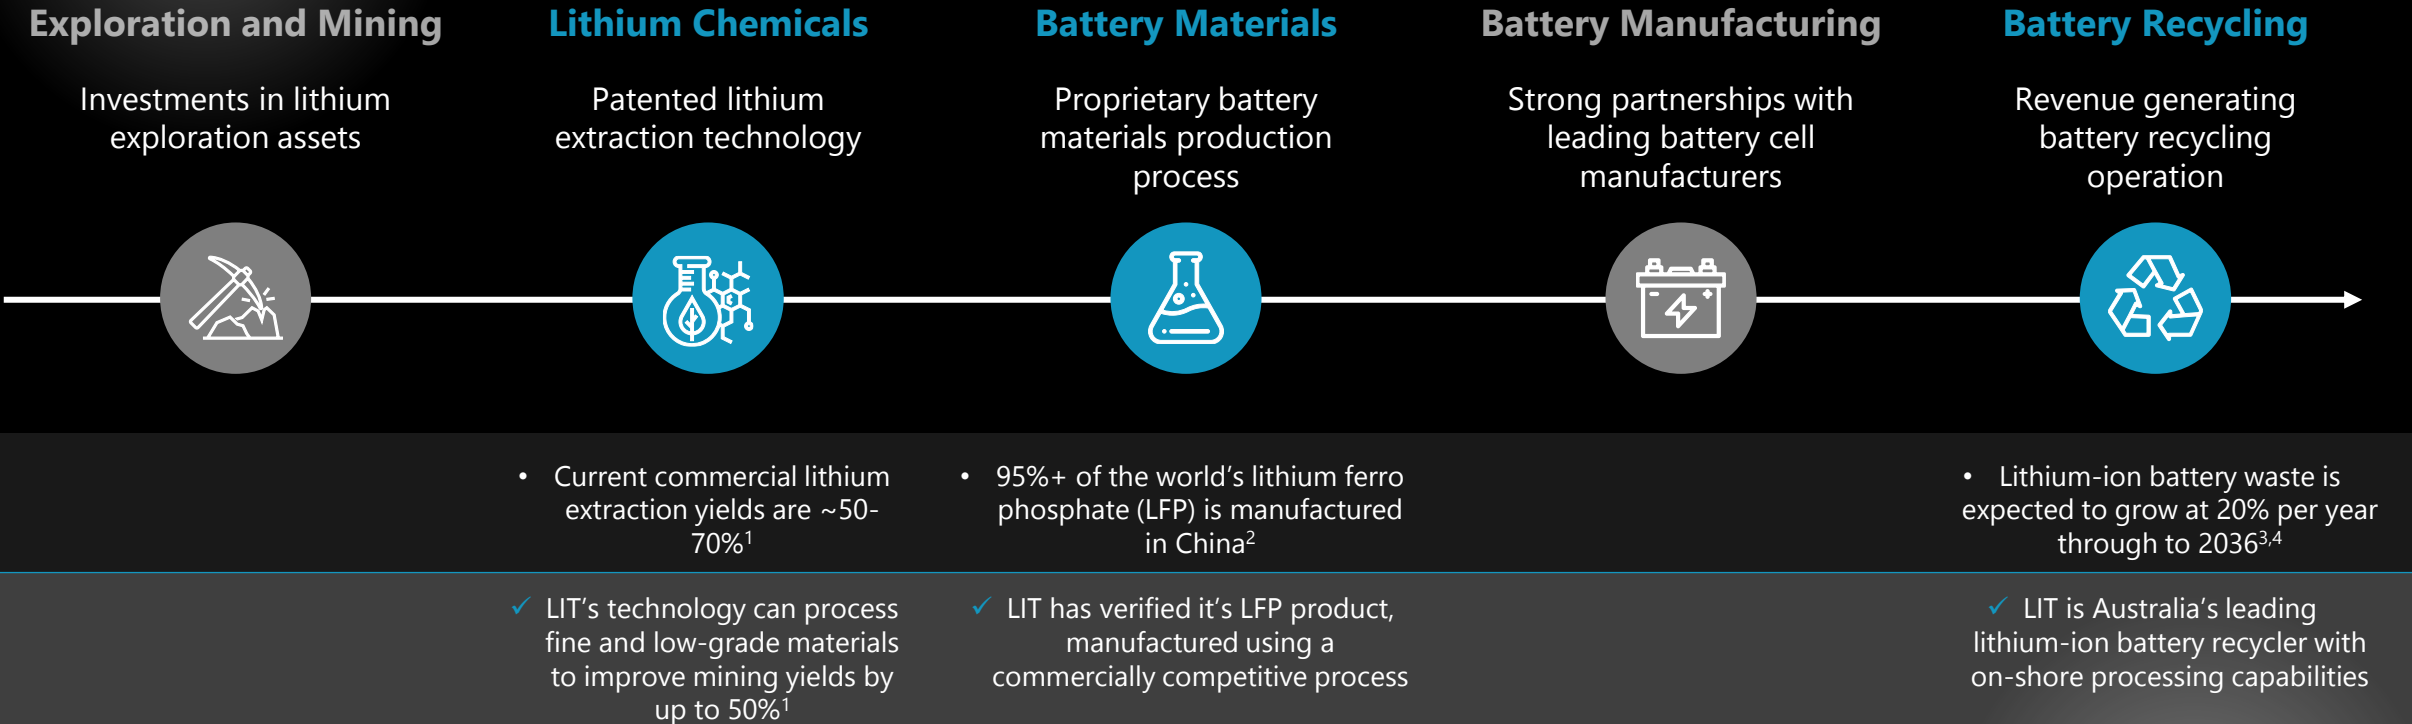 Exploration and Mining
Investments in lithium
exploration assets
Lithium Chemicals
Patented lithium
extraction technology
Battery Materials
Proprietary battery
materials production
process
Battery Manufacturing
Strong partnerships with
leading battery cell
manufacturers
Battery Recycling
Revenue generating
battery recycling
operation
• Current commercial lithium
extraction yields are ~50-
70%¹
• 95%+ of the world’s lithium ferro
phosphate (LFP) is manufactured
in China²
• Lithium-ion battery waste is
expected to grow at 20% per year
through to 2036³,⁴
✓ LIT’s technology can process
fine and low-grade materials
to improve mining yields by
up to 50%¹
✓ LIT has verified it’s LFP product,
manufactured using a
commercially competitive process
✓ LIT is Australia’s leading
lithium-ion battery recycler with
on-shore processing capabilities